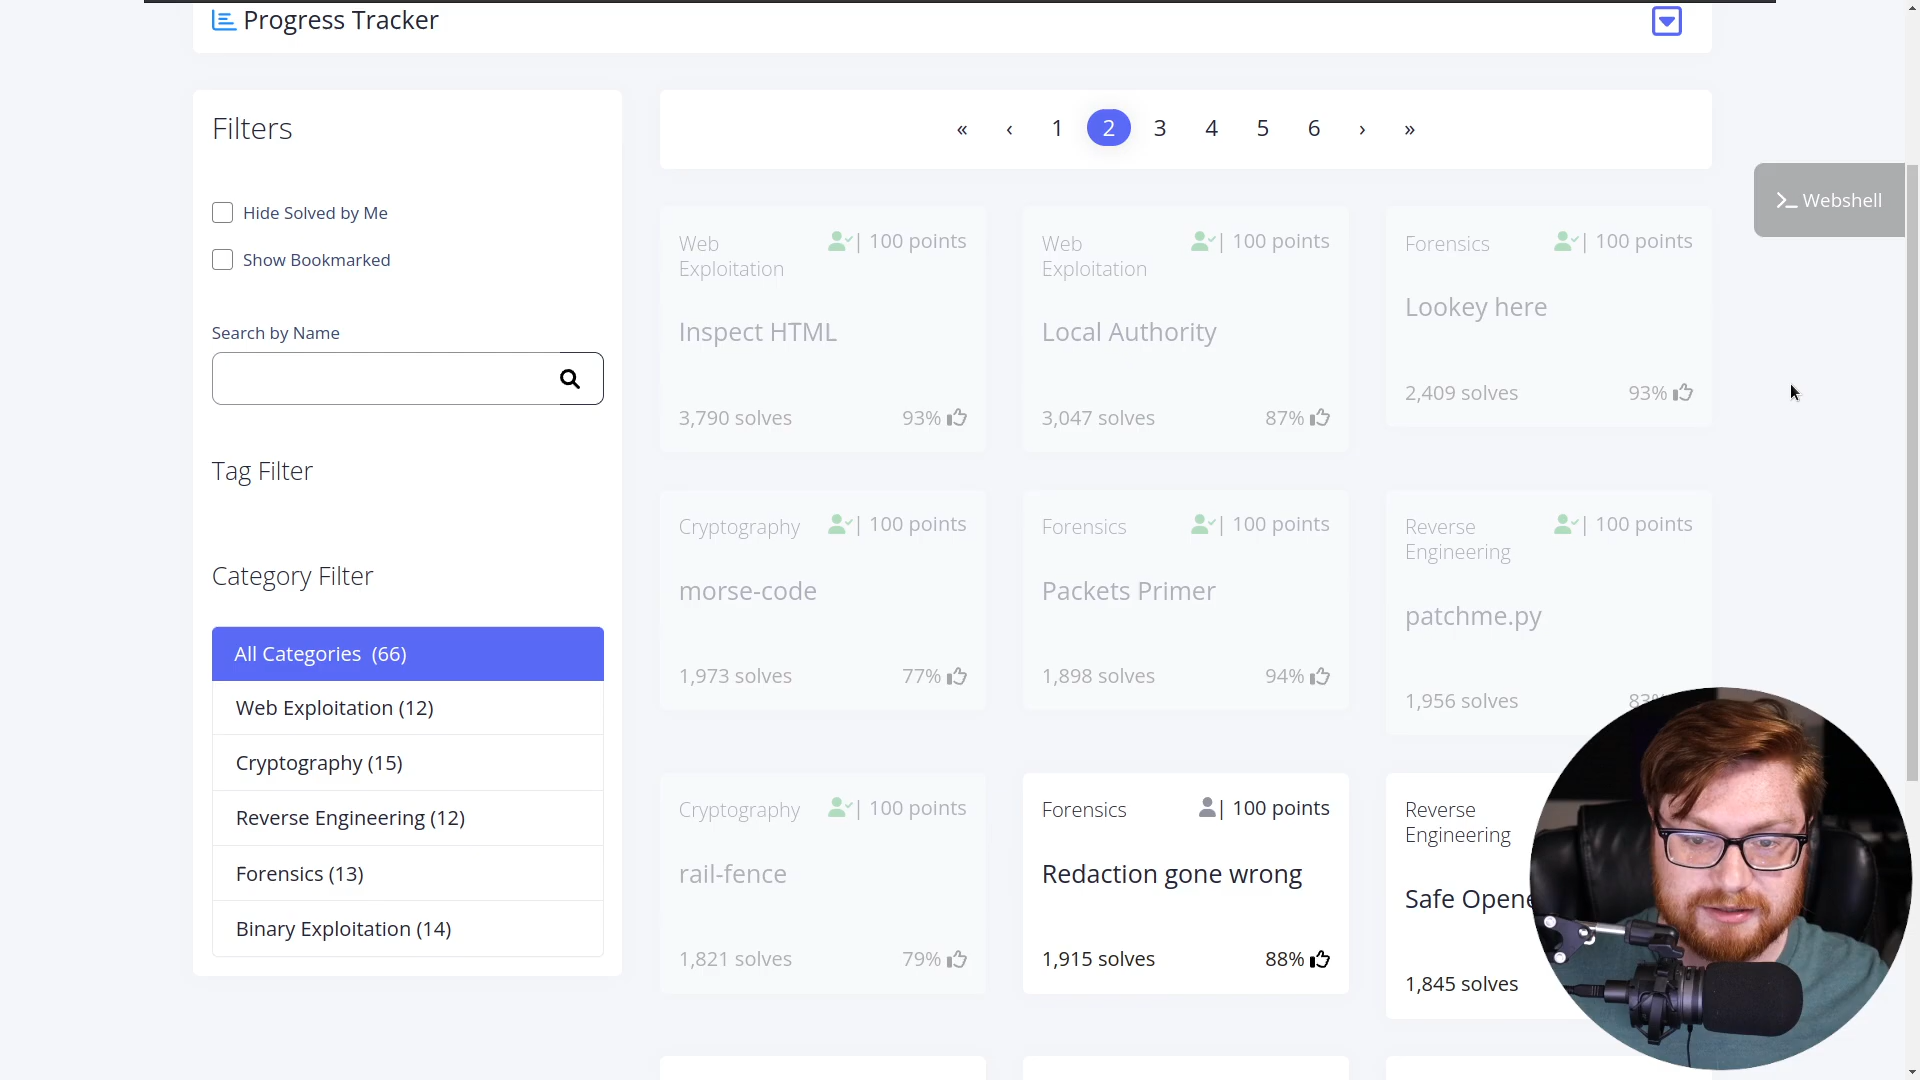 Progress Tracker
Filters
Hide Solved by Me
Show Bookmarked
Search by Name
Tag Filter
Category Filter
All Categories (66)
Web Exploitation (12)
Cryptography (15)
Reverse Engineering (12)
Forensics (13)
Binary Exploitation (14)
« ‹ 1 2 3 4 5 6 › »
>_ Webshell
Web
Exploitation
| 100 points
Inspect HTML
3,790 solves
93%
Web
Exploitation
| 100 points
Local Authority
3,047 solves
87%
Forensics
| 100 points
Lookey here
2,409 solves
93%
Cryptography
| 100 points
morse-code
1,973 solves
77%
Forensics
| 100 points
Packets Primer
1,898 solves
94%
Reverse
Engineering
| 100 points
patchme.py
1,956 solves
83%
Cryptography
| 100 points
rail-fence
1,821 solves
79%
Forensics
| 100 points
Redaction gone wrong
1,915 solves
88%
Reverse
Engineering
Safe Opene
1,845 solves